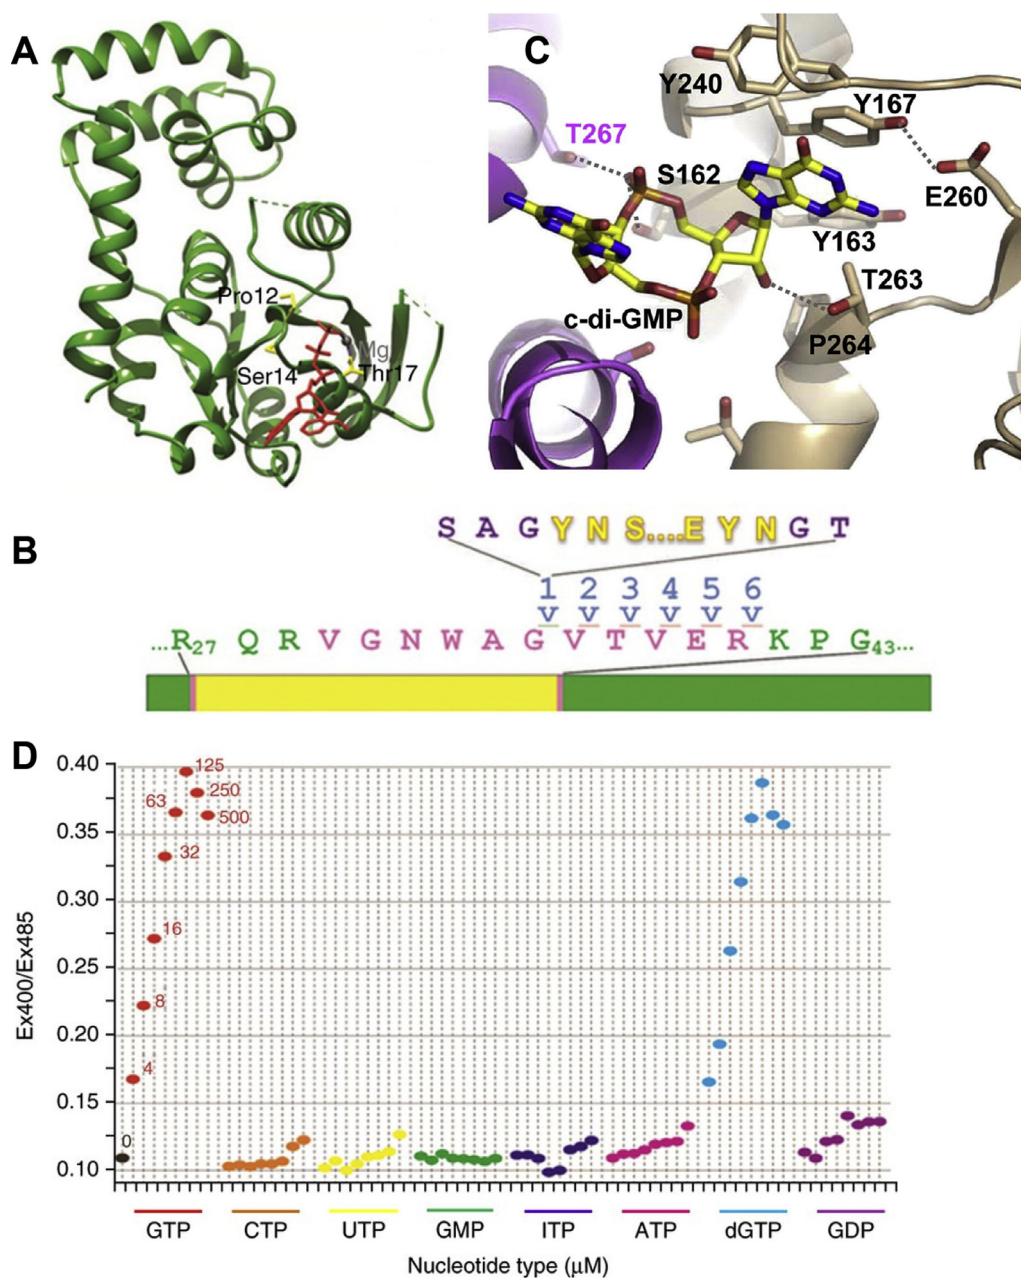 A
Pro12
Mg
Ser14
Thr17
C
Y240
Y167
T267
S162
E260
Y163
T263
c-di-GMP
P264
B
S A G Y N S....E Y N G T
1 2 3 4 5 6
V V V V V V
...R27 Q R V G N W A G V T V E R K P G43...
D
Ex400/Ex485
0.40
0.35
0.30
0.25
0.20
0.15
0.10
125
250
63
500
32
16
8
4
0
GTP CTP UTP GMP ITP ATP dGTP GDP
Nucleotide type (μM)